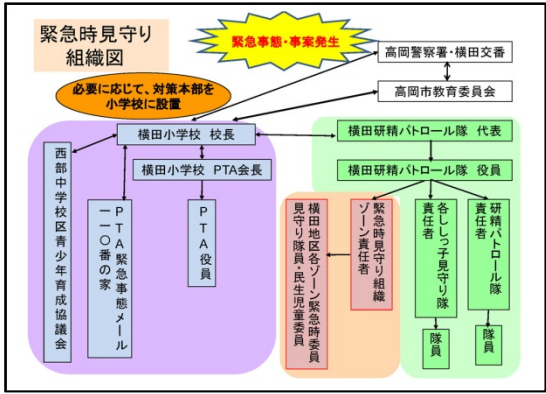 緊急時見守り
組織図
緊急事態・事案発生
高岡警察署・横田交番
必要に応じて、対策本部を
小学校に設置
高岡市教育委員会
横田小学校 校長
横田研精パトロール隊 代表
横田小学校 PTA会長
横田研精パトロール隊 役員
西部中学校区青少年育成協議会
PTA緊急事態メール
一一〇番の家
PTA役員
横田地区各ゾーン緊急時委員
見守り隊員・民生児童委員
緊急時見守り組織
ゾーン責任者
各ししっ子見守り隊
責任者
研精パトロール隊
責任者
隊員
隊員